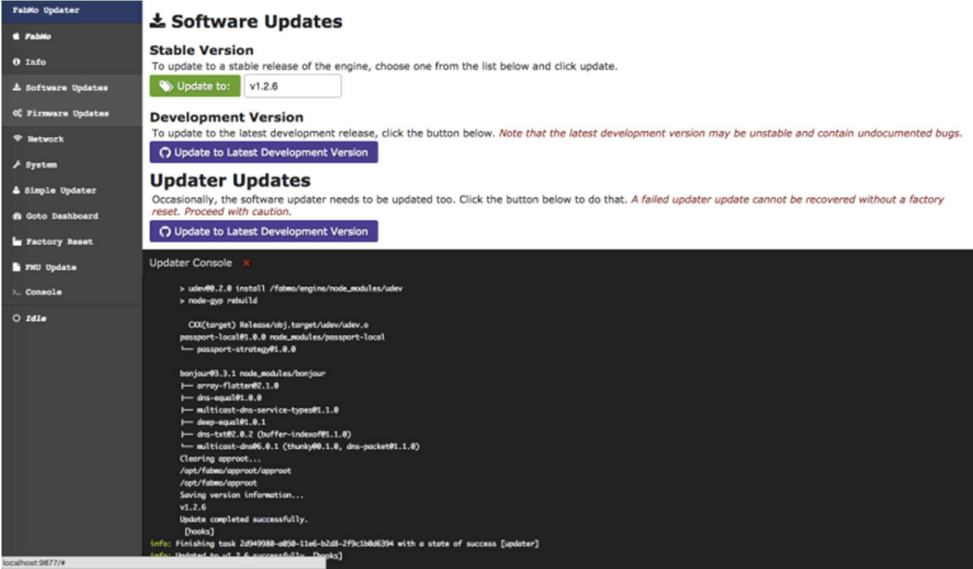 FabMo Updater
FabMo
Info
Software Updates
Firmware Updates
Network
System
Simple Updater
Goto Dashboard
Factory Reset
FMU Update
Console
Idle
Software Updates
Stable Version
To update to a stable release of the engine, choose one from the list below and click update.
Update to: v1.2.6
Development Version
To update to the latest development release, click the button below. Note that the latest development version may be unstable and contain undocumented bugs.
Update to Latest Development Version
Updater Updates
Occasionally, the software updater needs to be updated too. Click the button below to do that. A failed updater update cannot be recovered without a factory
reset. Proceed with caution.
Update to Latest Development Version
Updater Console ×
> udev@0.2.0 install /fabmo/engine/node_modules/udev
> node-gyp rebuild
CXX(target) Release/obj.target/udev/udev.o
passport-local@1.0.0 node_modules/passport-local
└── passport-strategy@1.0.0
bonjour@3.3.1 node_modules/bonjour
├── array-flatten@2.1.0
├── dns-equal@1.0.0
├── multicast-dns-service-types@1.1.0
├── deep-equal@1.0.1
├── dns-txt@2.0.2 (buffer-indexof@1.1.0)
└── multicast-dns@6.0.1 (thunky@0.1.0, dns-packet@1.1.0)
Clearing approot...
/opt/fabmo/approot/approot
/opt/fabmo/approot
Saving version information...
v1.2.6
Update completed successfully.
[hooks]
info: Finishing task 2d949980-a050-11e6-b2d8-2f9c1b0d6394 with a state of success [updater]
info: Updated to v1.2.6 successfully. [hooks]
localhost:9877/#